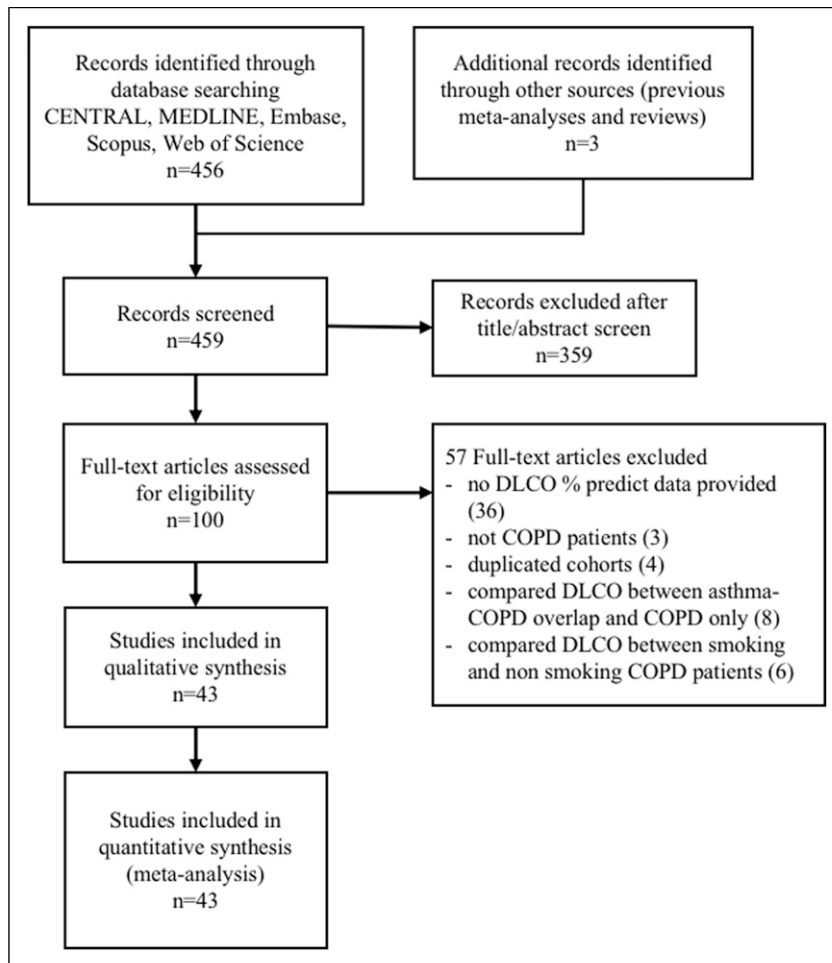 Records identified through
database searching
CENTRAL, MEDLINE, Embase,
Scopus, Web of Science
n=456
Additional records identified
through other sources (previous
meta-analyses and reviews)
n=3
Records screened
n=459
Records excluded after
title/abstract screen
n=359
Full-text articles assessed
for eligibility
n=100
57 Full-text articles excluded
- no DLCO % predict data provided
(36)
- not COPD patients (3)
- duplicated cohorts (4)
- compared DLCO between asthma-
COPD overlap and COPD only (8)
- compared DLCO between smoking
and non smoking COPD patients (6)
Studies included in
qualitative synthesis
n=43
Studies included in
quantitative synthesis
(meta-analysis)
n=43